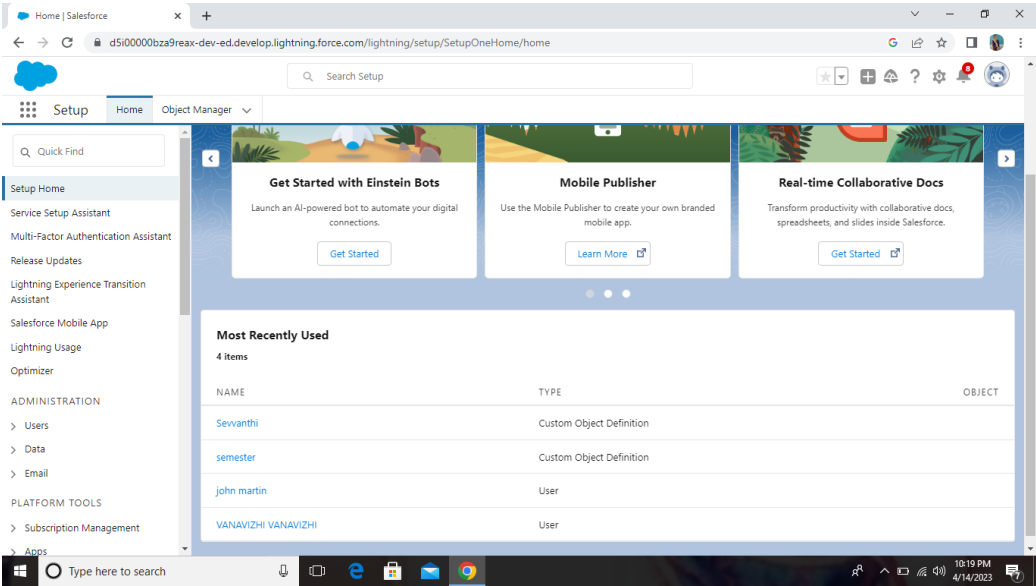 Home | Salesforce
d5i00000bza9reax-dev-ed.develop.lightning.force.com/lightning/setup/SetupOneHome/home
Search Setup
8
Setup
Home
Object Manager
Quick Find
Setup Home
Service Setup Assistant
Multi-Factor Authentication Assistant
Release Updates
Lightning Experience Transition
Assistant
Salesforce Mobile App
Lightning Usage
Optimizer
ADMINISTRATION
Users
Data
Email
PLATFORM TOOLS
Subscription Management
Apps
Get Started with Einstein Bots
Launch an AI-powered bot to automate your digital
connections.
Get Started
Mobile Publisher
Use the Mobile Publisher to create your own branded
mobile app.
Learn More
Real-time Collaborative Docs
Transform productivity with collaborative docs,
spreadsheets, and slides inside Salesforce.
Get Started
Most Recently Used
4 items
NAME TYPE OBJECT
Sevvanthi Custom Object Definition
semester Custom Object Definition
john martin User
VANAVIZHI VANAVIZHI User
Type here to search
10:19 PM
4/14/2023